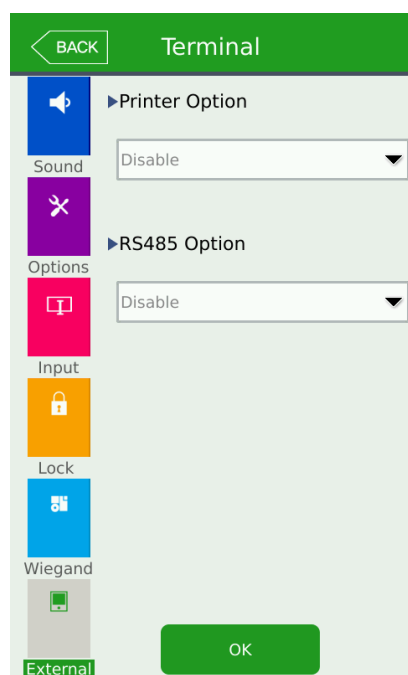 BACK
Terminal
Sound
Options
Input
Lock
Wiegand
External
Printer Option
Disable
RS485 Option
Disable
OK